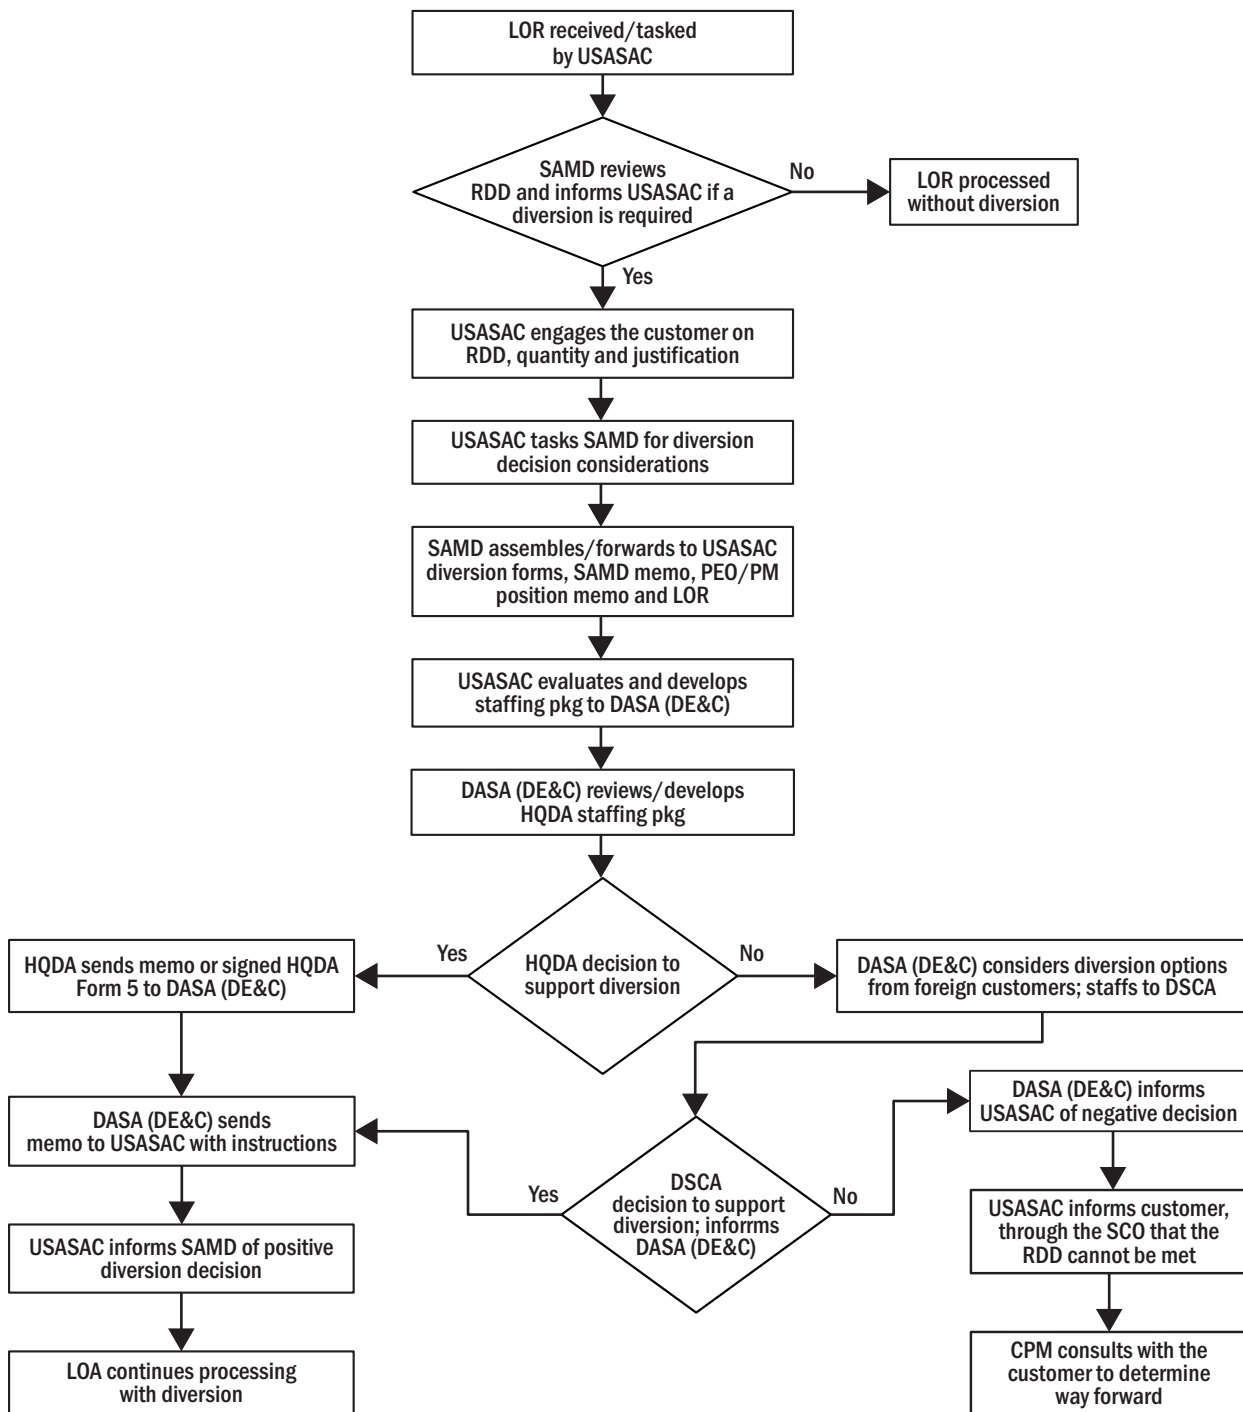 LOR received/tasked
by USASAC
SAMD reviews
RDD and informs USASAC if a
diversion is required
No
LOR processed
without diversion
Yes
USASAC engages the customer on
RDD, quantity and justification
USASAC tasks SAMD for diversion
decision considerations
SAMD assembles/forwards to USASAC
diversion forms, SAMD memo, PEO/PM
position memo and LOR
USASAC evaluates and develops
staffing pkg to DASA (DE&C)
DASA (DE&C) reviews/develops
HQDA staffing pkg
HQDA decision to
support diversion
Yes
No
HQDA sends memo or signed HQDA
Form 5 to DASA (DE&C)
DASA (DE&C) considers diversion options
from foreign customers; staffs to DSCA
DASA (DE&C) sends
memo to USASAC with instructions
DASA (DE&C) informs
USASAC of negative decision
DSCA
decision to support
diversion; inforrms
DASA (DE&C)
Yes
No
USASAC informs SAMD of positive
diversion decision
USASAC informs customer,
through the SCO that the
RDD cannot be met
LOA continues processing
with diversion
CPM consults with the
customer to determine
way forward